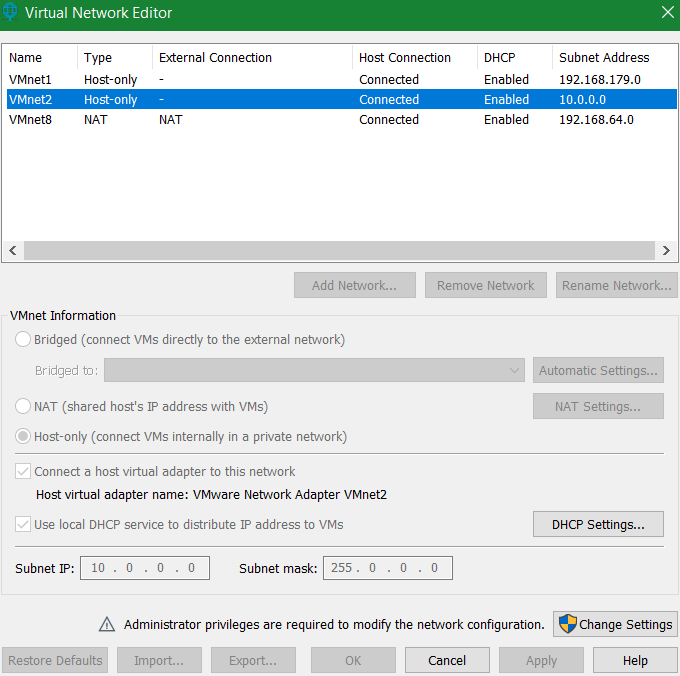 Virtual Network Editor
Name Type External Connection Host Connection DHCP Subnet Address
VMnet1 Host-only - Connected Enabled 192.168.179.0
VMnet2 Host-only - Connected Enabled 10.0.0.0
VMnet8 NAT NAT Connected Enabled 192.168.64.0
Add Network... Remove Network Rename Network...
VMnet Information
Bridged (connect VMs directly to the external network)
Bridged to: Automatic Settings...
NAT (shared host's IP address with VMs) NAT Settings...
Host-only (connect VMs internally in a private network)
Connect a host virtual adapter to this network
Host virtual adapter name: VMware Network Adapter VMnet2
Use local DHCP service to distribute IP address to VMs DHCP Settings...
Subnet IP: 10 . 0 . 0 . 0 Subnet mask: 255 . 0 . 0 . 0
Administrator privileges are required to modify the network configuration. Change Settings
Restore Defaults Import... Export... OK Cancel Apply Help